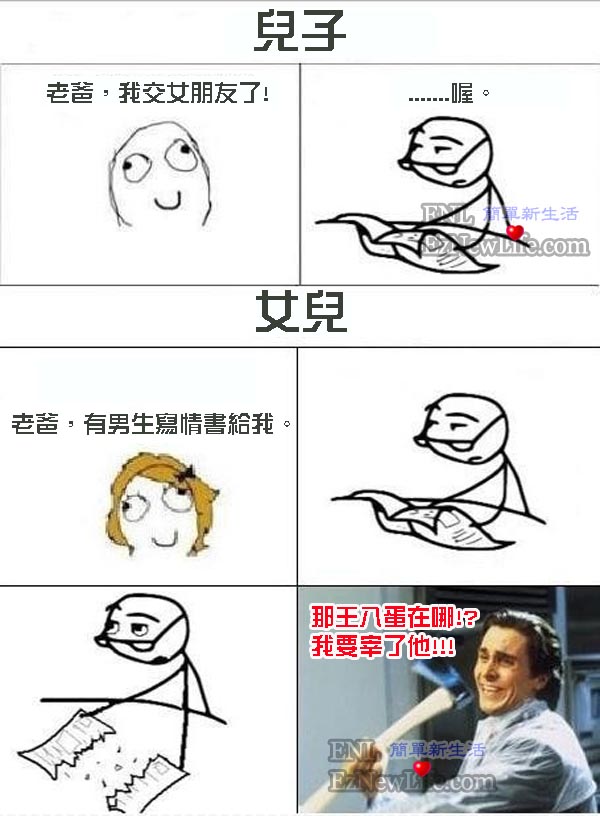 兒子
老爸，我交女朋友了!
.......喔。
ENL 簡單新生活
EzNewLife.com
女兒
老爸，有男生寫情書給我。
那王八蛋在哪!?
我要宰了他!!!
ENL 簡單新生活
EzNewLife.com